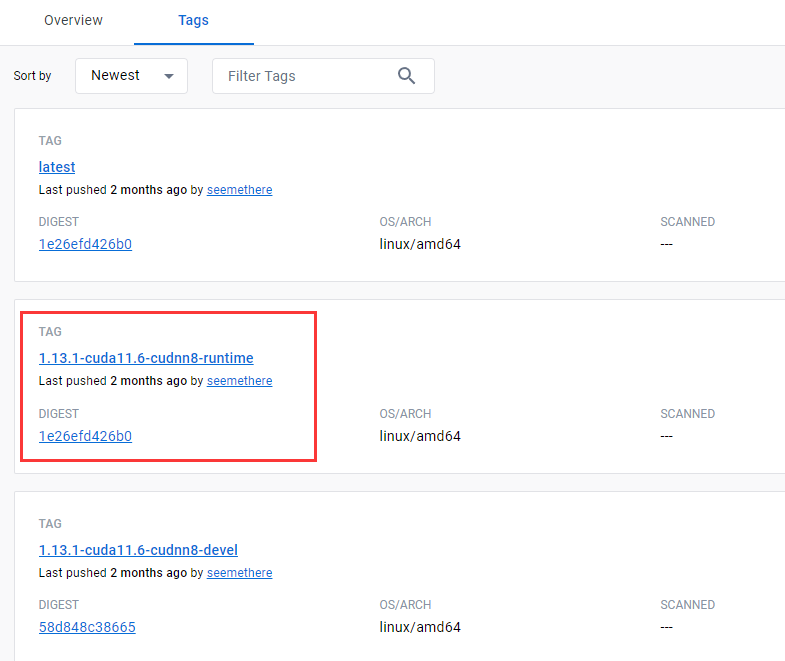 Overview Tags
Sort by Newest Filter Tags
TAG
latest
Last pushed 2 months ago by seemethere
DIGEST OS/ARCH SCANNED
1e26efd426b0 linux/amd64 ---
TAG
1.13.1-cuda11.6-cudnn8-runtime
Last pushed 2 months ago by seemethere
DIGEST OS/ARCH SCANNED
1e26efd426b0 linux/amd64 ---
TAG
1.13.1-cuda11.6-cudnn8-devel
Last pushed 2 months ago by seemethere
DIGEST OS/ARCH SCANNED
58d848c38665 linux/amd64 ---